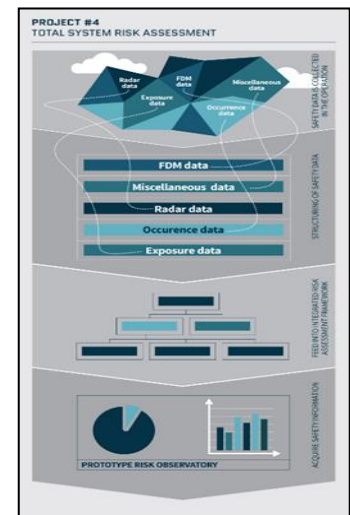 PROJECT #4
TOTAL SYSTEM RISK ASSESSMENT
Radar
data
FDM
data
Miscellaneous
data
Exposure
data
Occurrence
data
SAFETY DATA IS COLLECTED
IN THE OPERATION
FDM data
Miscellaneous data
Radar data
Occurence data
Exposure data
STRUCTURING OF SAFETY DATA
FEED INTO INTEGRATED RISK
ASSESSMENT FRAMEWORK
PROTOTYPE RISK OBSERVATORY
ACQUIRE SAFETY INFORMATION